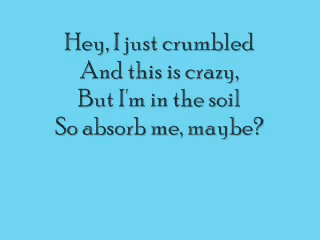 Hey, I just crumbled
And this is crazy,
But I'm in the soil
So absorb me, maybe?